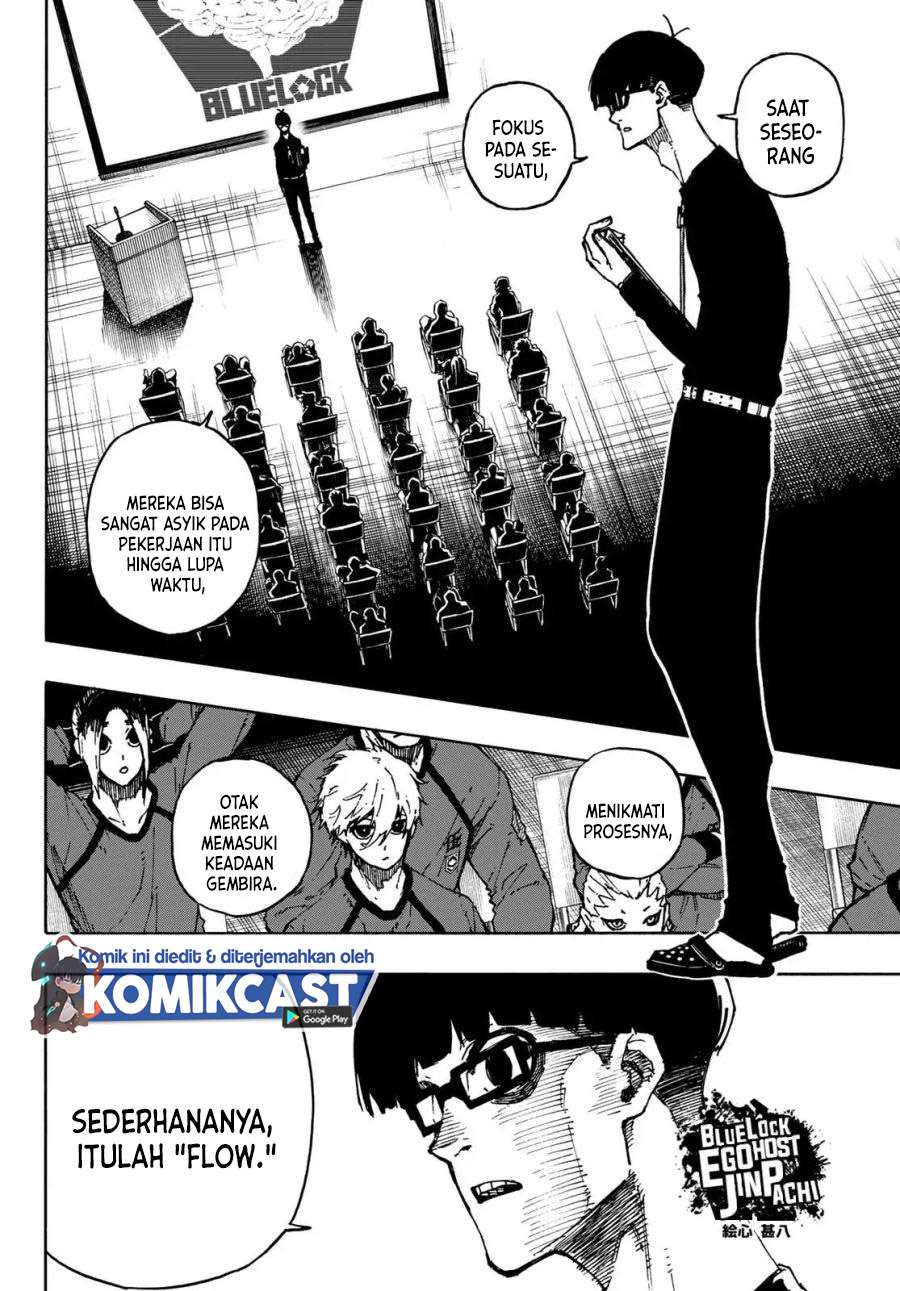 BLUELOCK
SAAT
SESEO-
RANG
FOKUS
PADA SE-
SUATU,
MEREKA BISA
SANGAT ASYIK PADA
PEKERJAAN ITU
HINGGA LUPA
WAKTU,
MENIKMATI
PROSESNYA,
OTAK
MEREKA
MEMASUKI
KEADAAN
GEMBIRA.
Komik ini diedit & diterjemahkan oleh
KOMIKCAST
GET IT ON
Google Play
SEDERHANANYA,
ITULAH "FLOW."
BLUELOCK
EGOHOST
JINPACHI
絵心 甚八